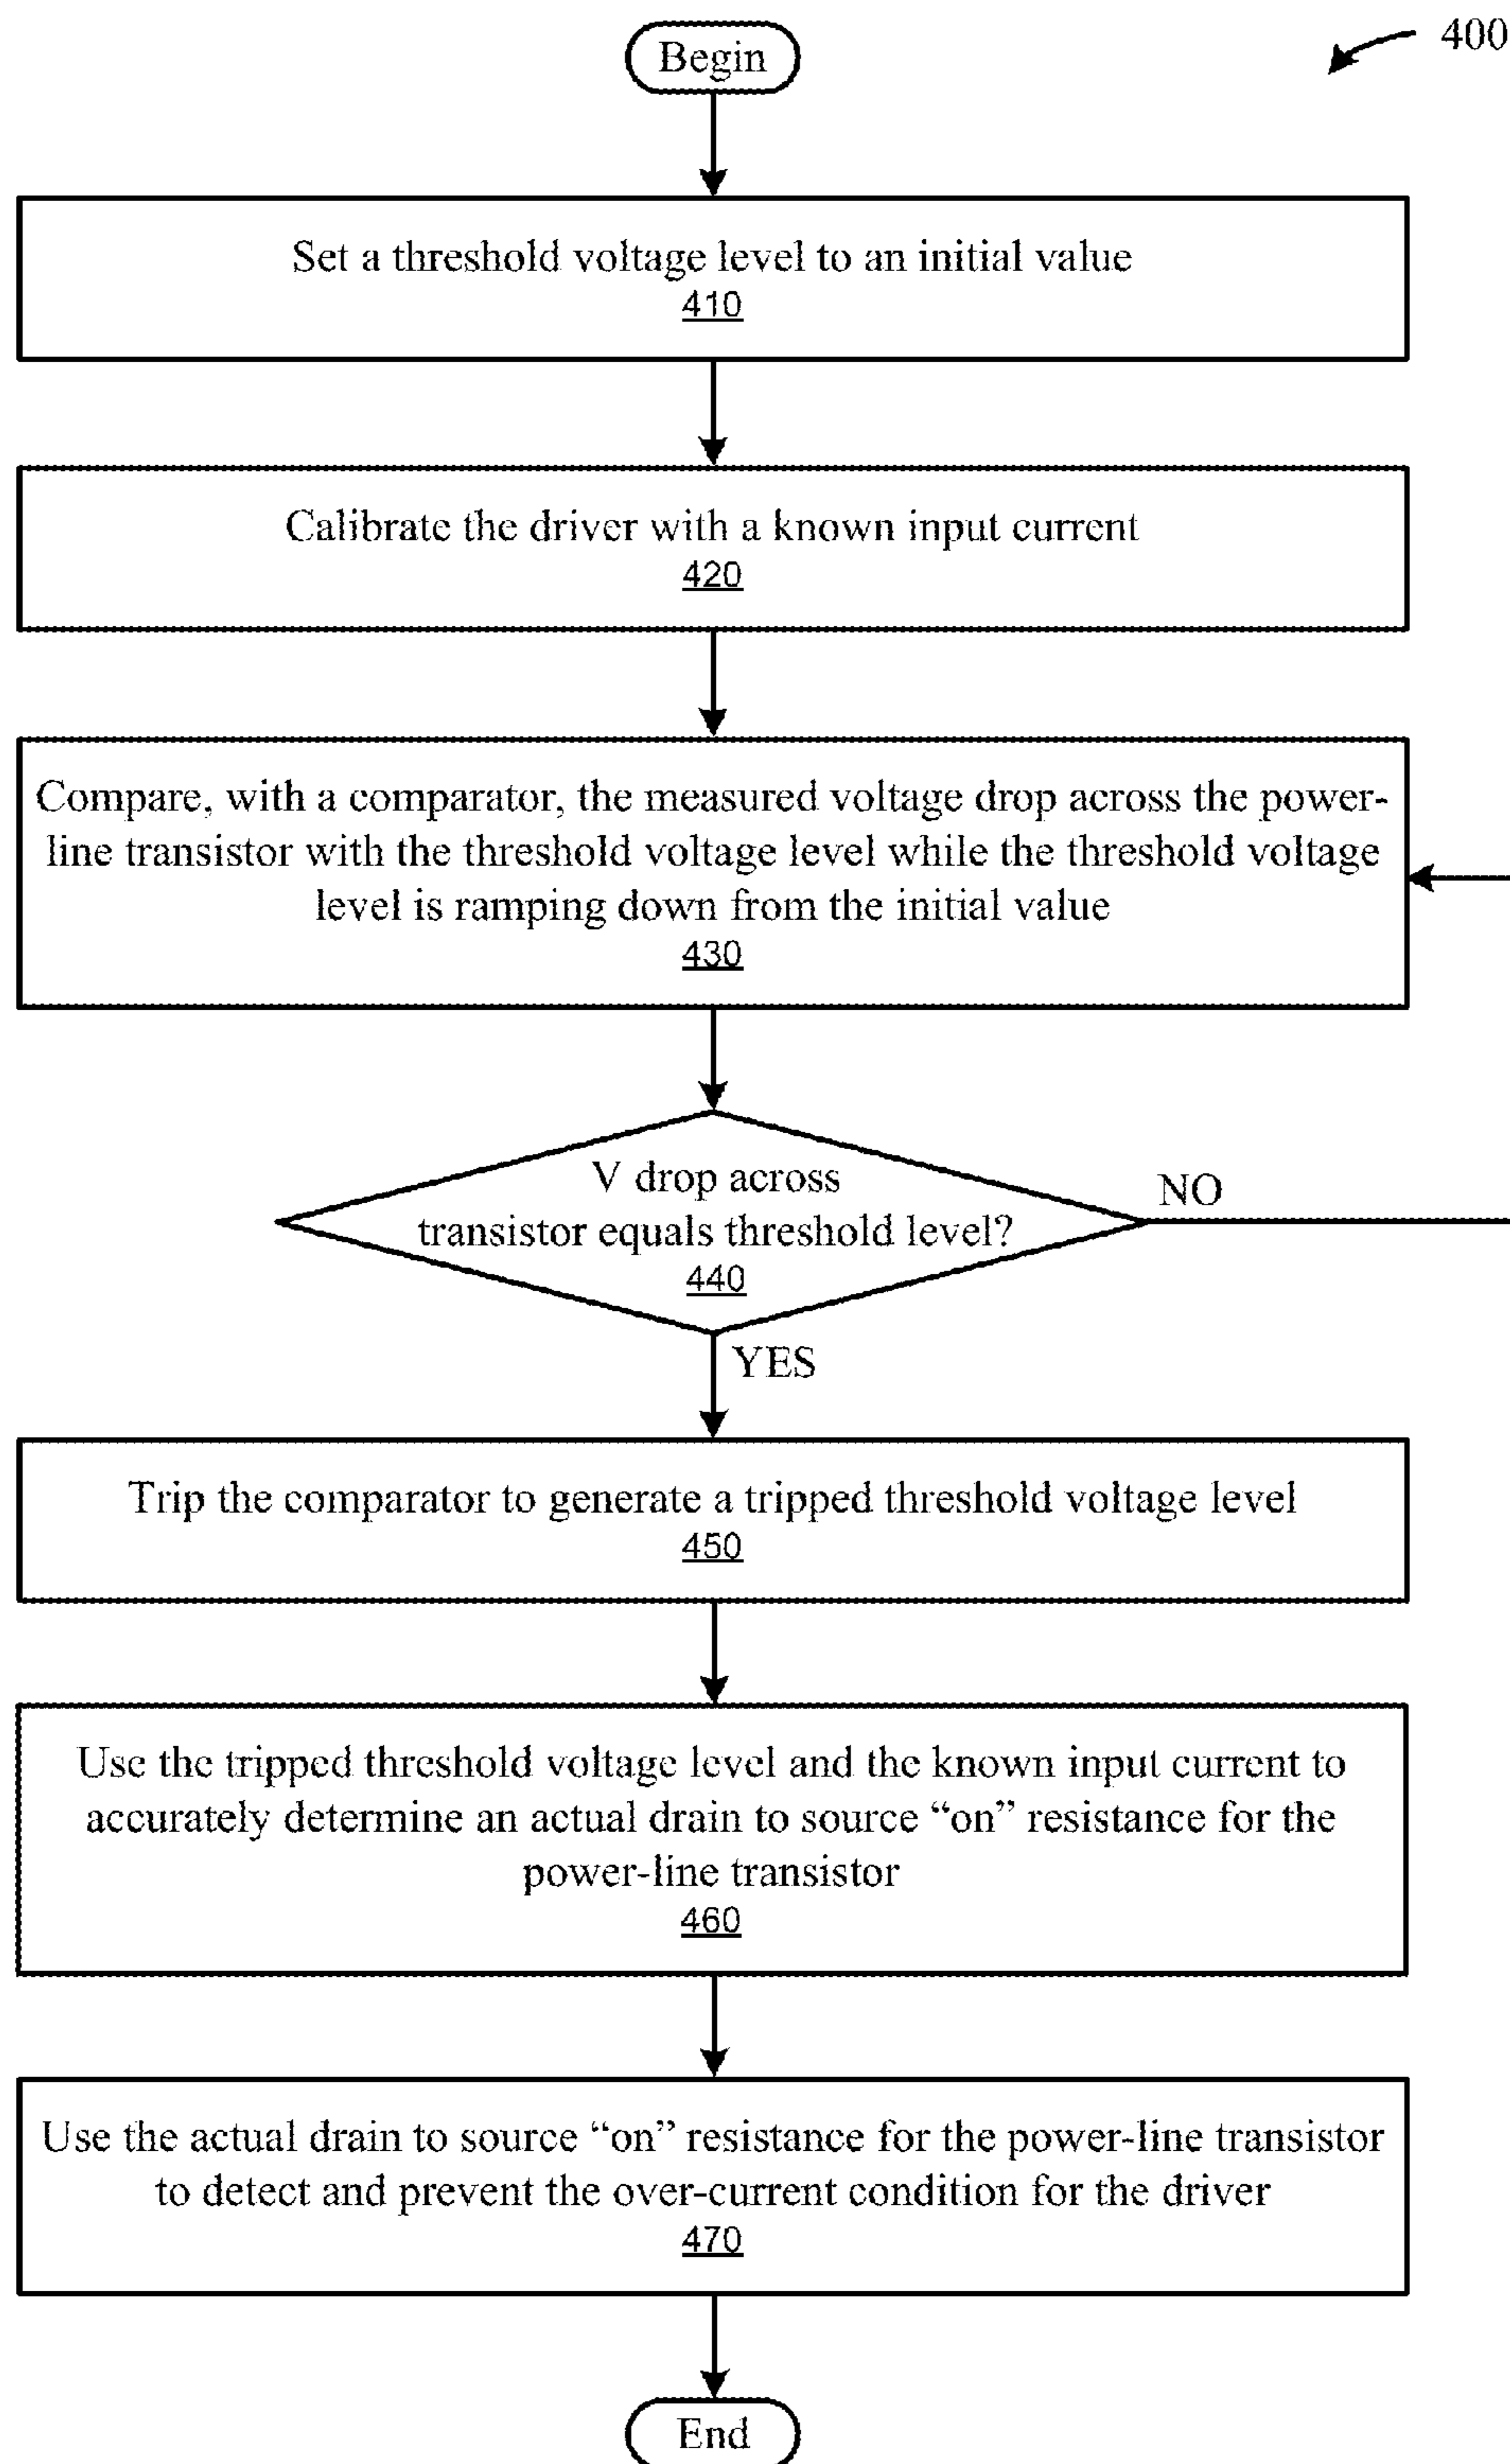 400
Begin
Set a threshold voltage level to an initial value
410
Calibrate the driver with a known input current
420
Compare, with a comparator, the measured voltage drop across the power-
line transistor with the threshold voltage level while the threshold voltage
level is ramping down from the initial value
430
V drop across
transistor equals threshold level?
440
NO
YES
Trip the comparator to generate a tripped threshold voltage level
450
Use the tripped threshold voltage level and the known input current to
accurately determine an actual drain to source “on” resistance for the
power-line transistor
460
Use the actual drain to source “on” resistance for the power-line transistor
to detect and prevent the over-current condition for the driver
470
End